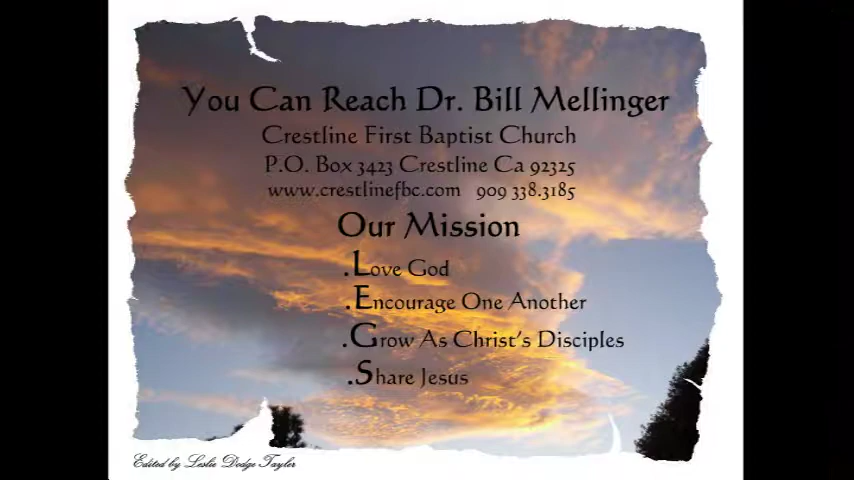 You Can Reach Dr. Bill Mellinger
Crestline First Baptist Church
P.O. Box 3423 Crestline Ca 92325
www.crestlinefbc.com 909 338.3185
Our Mission
.Love God
.Encourage One Another
.Grow As Christ's Disciples
.Share Jesus
Edited by Leslie Dodge Tayler